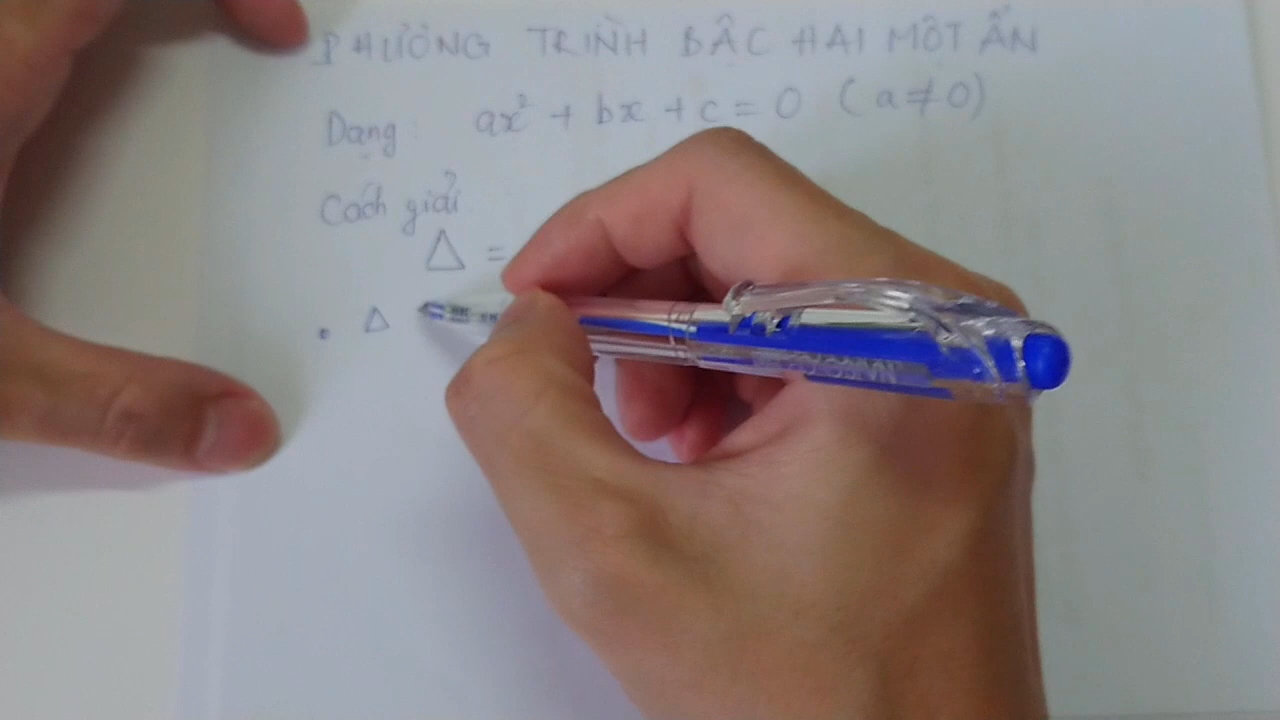 PHƯƠNG TRÌNH BẬC HAI MỘT ẨN
Dạng: ax² + bx + c = 0 (a ≠ 0)
Cách giải
Δ =
• Δ